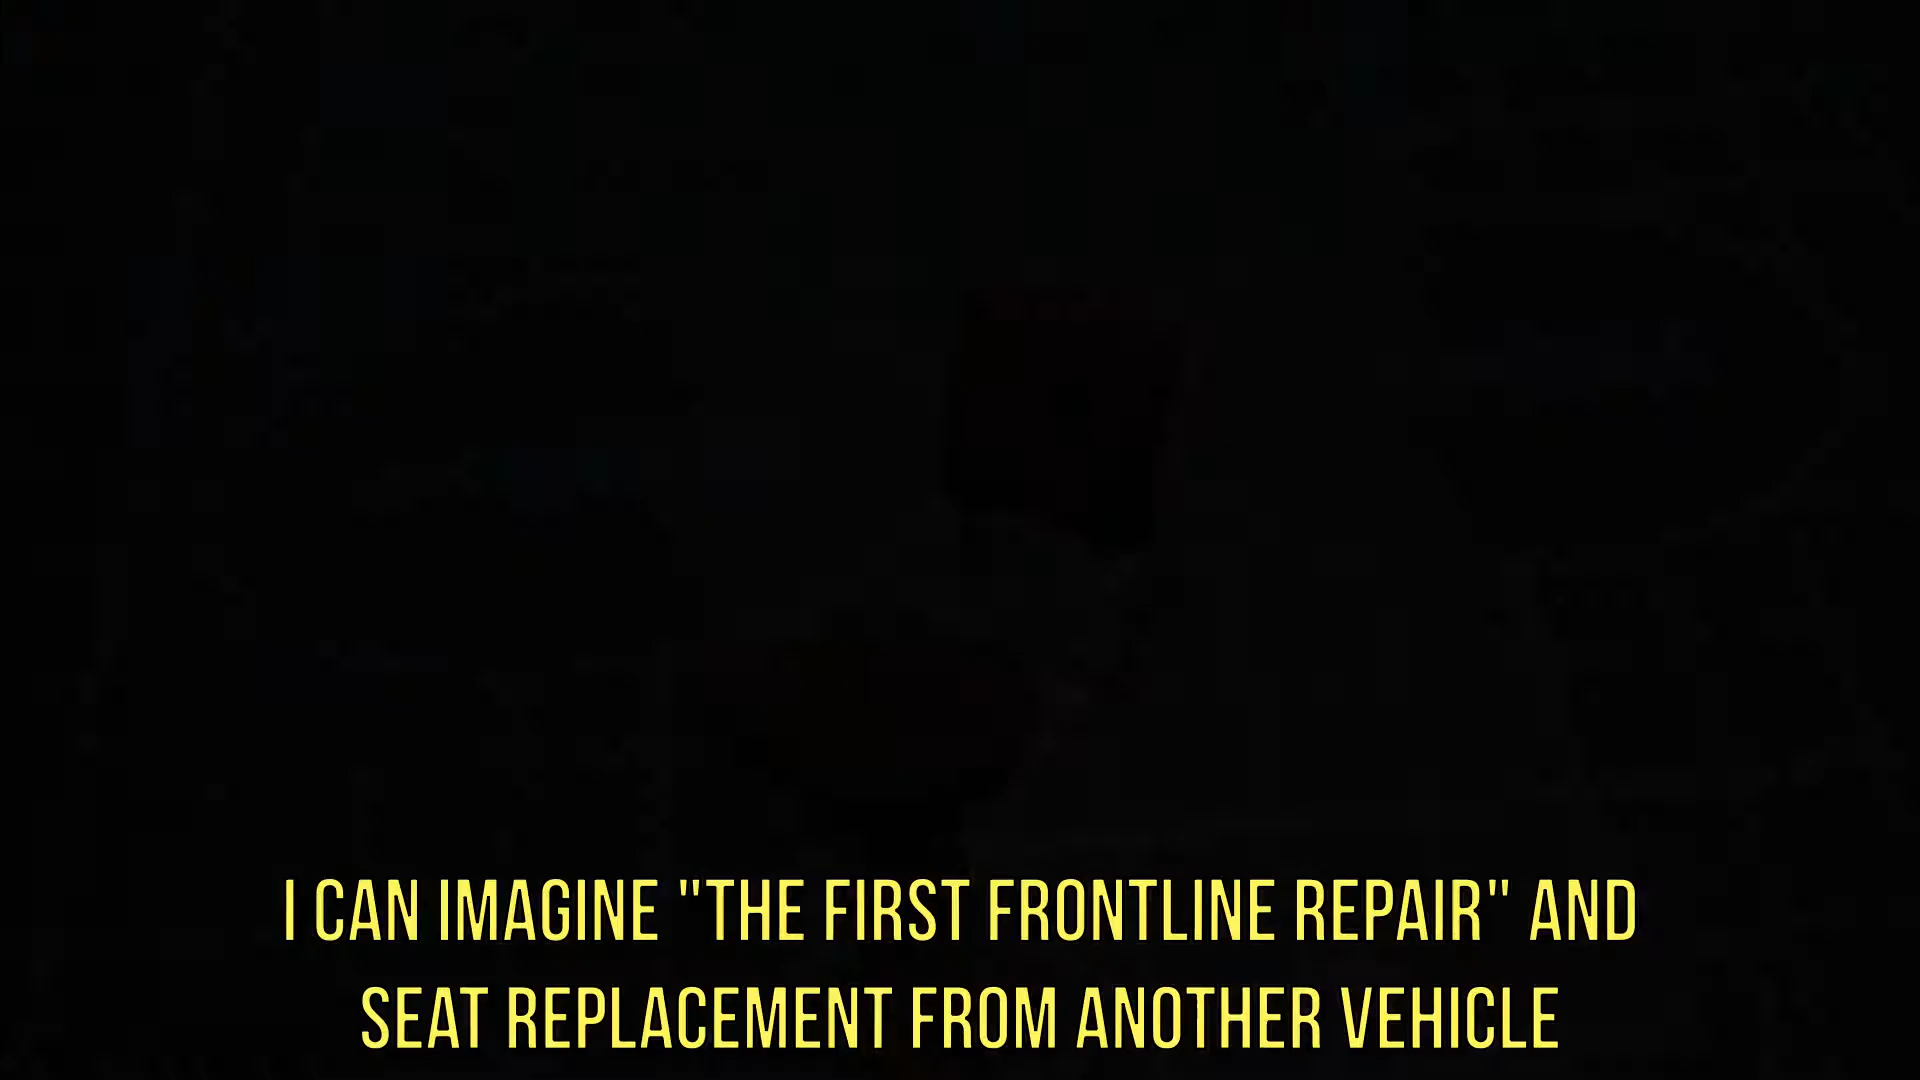 I CAN IMAGINE "THE FIRST FRONTLINE REPAIR" AND
SEAT REPLACEMENT FROM ANOTHER VEHICLE